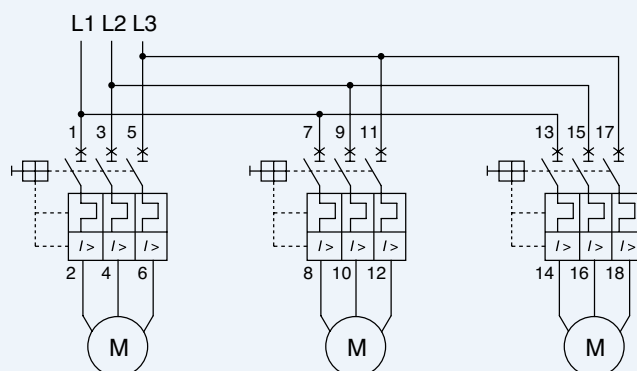 L1 L2 L3
1 3 5 7 9 11 13 15 17
I > I > I > I > I > I > I > I > I >
2 4 6 8 10 12 14 16 18
M M M